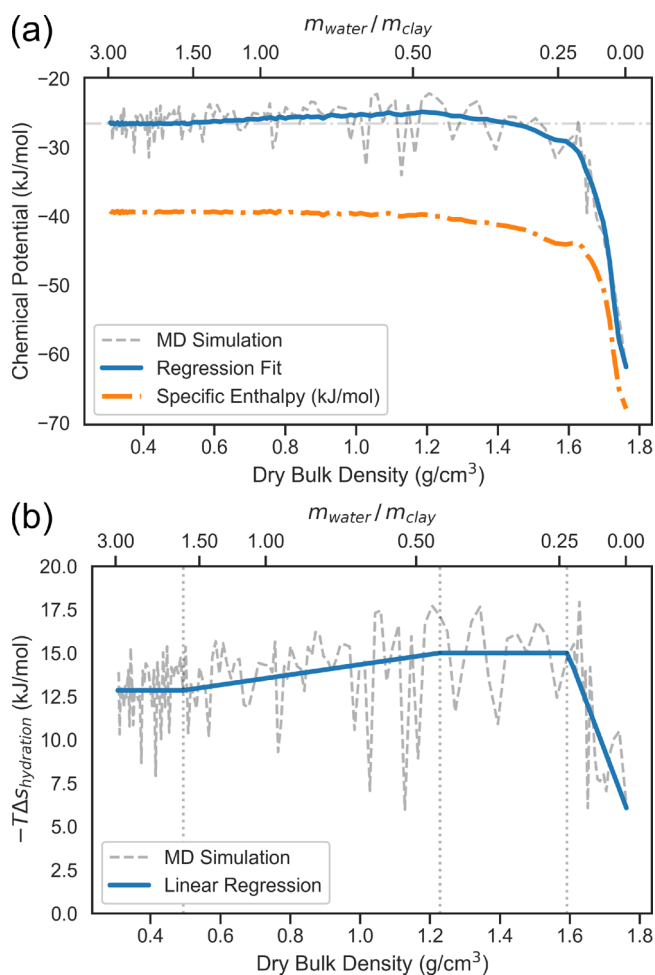 (a)
m_water / m_clay
3.00 1.50 1.00 0.50 0.25 0.00
Chemical Potential (kJ/mol)
−20
−30
−40
−50
−60
−70
MD Simulation
Regression Fit
Specific Enthalpy (kJ/mol)
0.4 0.6 0.8 1.0 1.2 1.4 1.6 1.8
Dry Bulk Density (g/cm³)
(b)
m_water / m_clay
3.00 1.50 1.00 0.50 0.25 0.00
−TΔs_hydration (kJ/mol)
20.0
17.5
15.0
12.5
10.0
7.5
5.0
2.5
0.0
MD Simulation
Linear Regression
0.4 0.6 0.8 1.0 1.2 1.4 1.6 1.8
Dry Bulk Density (g/cm³)